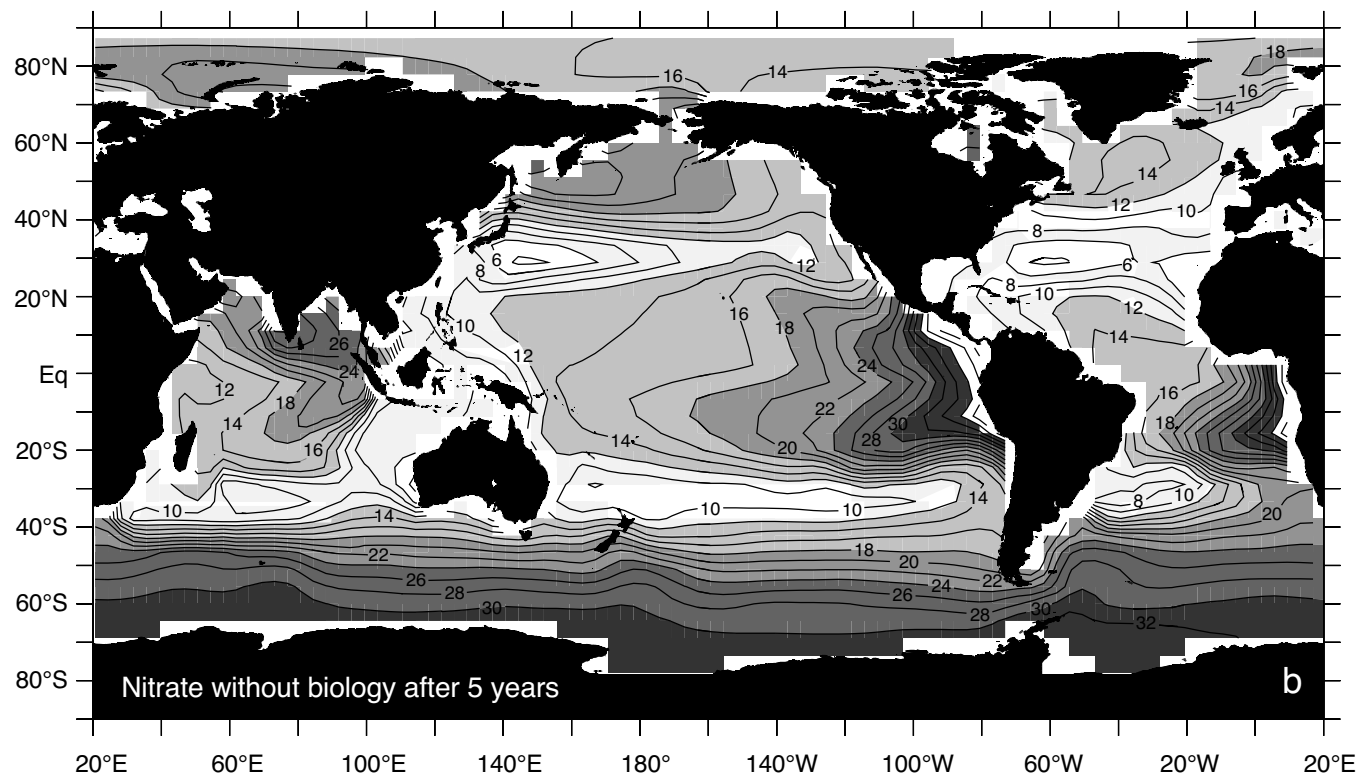 80°N
60°N
40°N
20°N
Eq
20°S
40°S
60°S
80°S
20°E 60°E 100°E 140°E 180° 140°W 100°W 60°W 20°W 20°E
18
16 14 16
14
14
12 10
8
6 8 12 6
8 10
10 16 18 12
26 12 14
24 24
12 16
18 22
14 30 18
16 14 20 28
14 10
10 10 10 8
14 20
22 18
20
26 24 22
28 26
30 28 30
32
Nitrate without biology after 5 years b